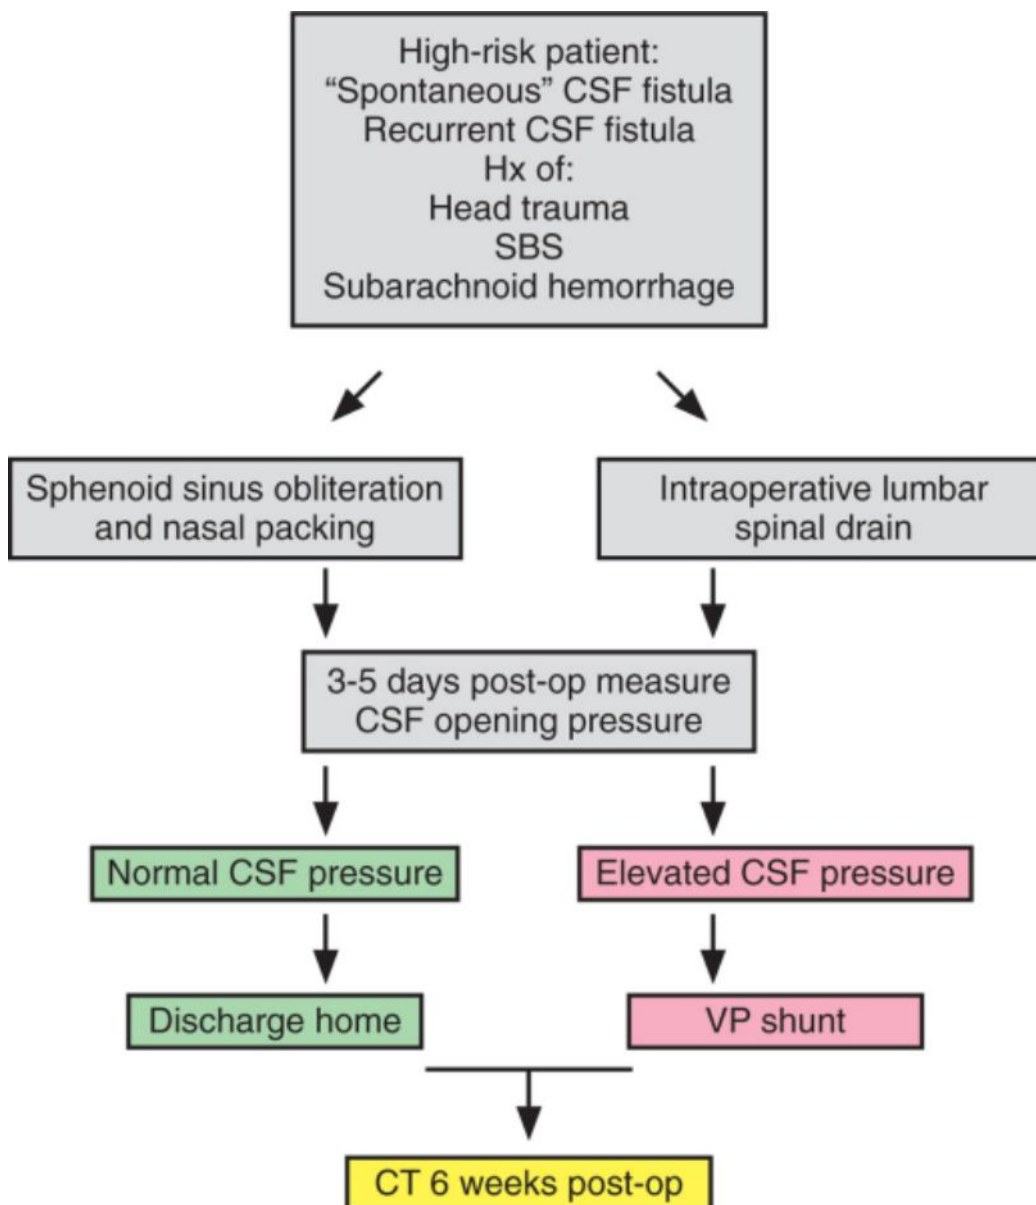 High-risk patient:
“Spontaneous” CSF fistula
Recurrent CSF fistula
Hx of:
Head trauma
SBS
Subarachnoid hemorrhage
Sphenoid sinus obliteration
and nasal packing
Intraoperative lumbar
spinal drain
3-5 days post-op measure
CSF opening pressure
Normal CSF pressure
Elevated CSF pressure
Discharge home
VP shunt
CT 6 weeks post-op